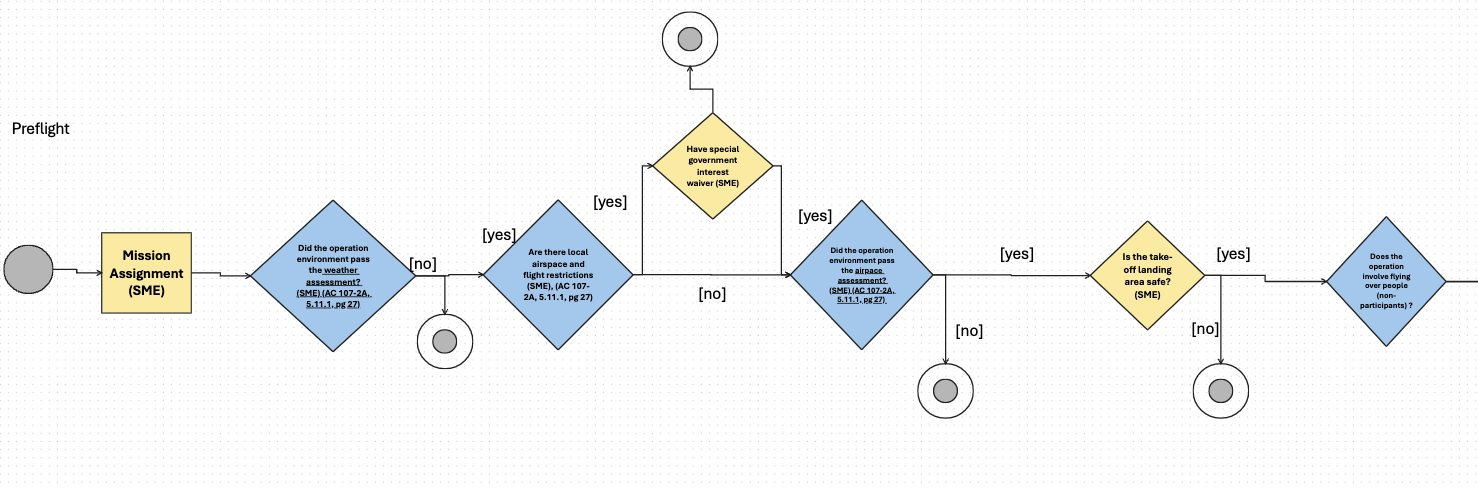 Preflight
Mission
Assignment
(SME)
Did the operation
environment pass
the weather
assessment?
(SME) (AC 107-2A,
5.11.1, pg 27)
[no]
[yes]
Are there local
airspace and
flight restrictions
(SME), (AC 107-
2A, 5.11.1, pg 27)
[yes]
Have special
government
interest
waiver (SME)
[no]
[yes]
Did the operation
environment pass
the airpace
assessment?
(SME) (AC 107-2A,
5.11.1, pg 27)
[no]
[yes]
Is the take-
off landing
area safe?
(SME)
[yes]
[no]
Does the
operation
involve flying
over people
(non-
participants) ?